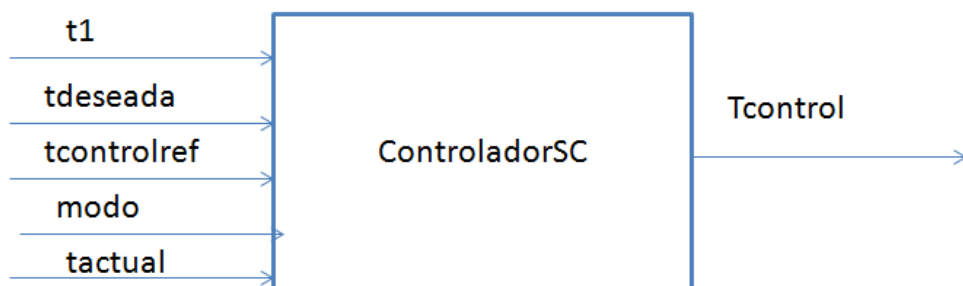 t1
tdeseada
tcontrolref
modo
tactual
ControladorSC
Tcontrol